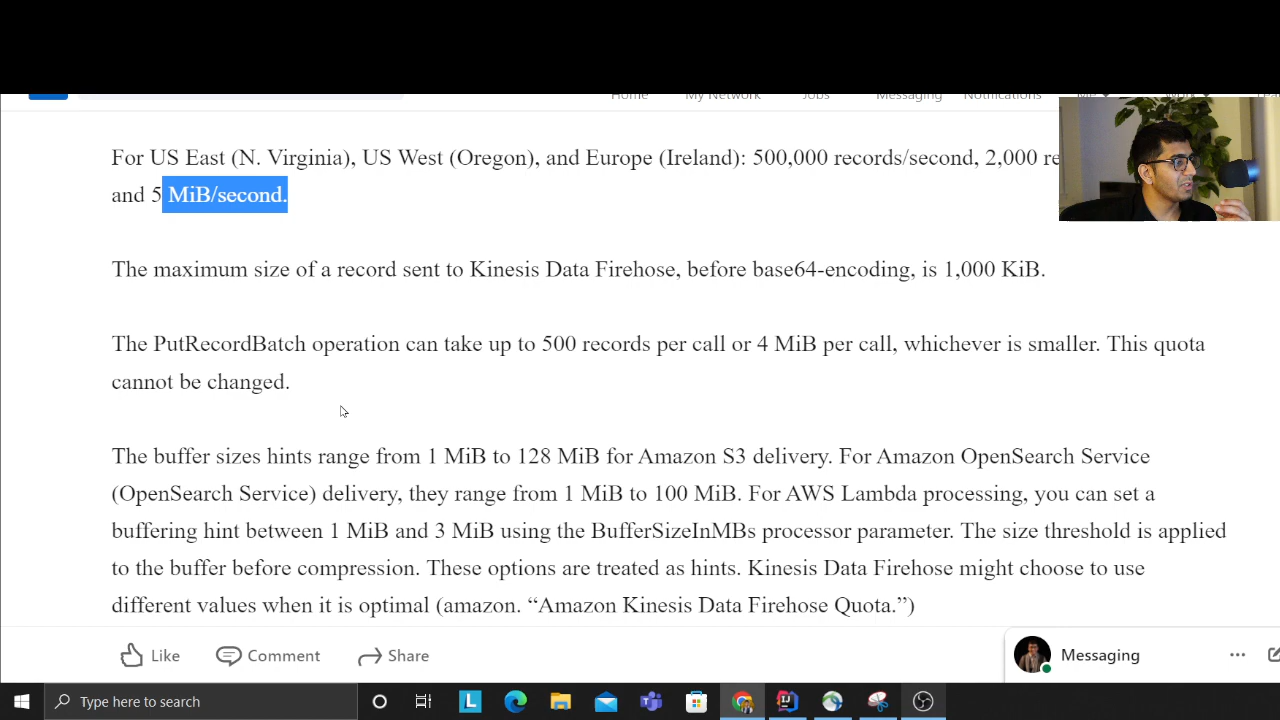 Home My Network Jobs Messaging Notifications
For US East (N. Virginia), US West (Oregon), and Europe (Ireland): 500,000 records/second, 2,000
and 5 MiB/second.
The maximum size of a record sent to Kinesis Data Firehose, before base64-encoding, is 1,000 KiB.
The PutRecordBatch operation can take up to 500 records per call or 4 MiB per call, whichever is smaller. This quota
cannot be changed.
The buffer sizes hints range from 1 MiB to 128 MiB for Amazon S3 delivery. For Amazon OpenSearch Service
(OpenSearch Service) delivery, they range from 1 MiB to 100 MiB. For AWS Lambda processing, you can set a
buffering hint between 1 MiB and 3 MiB using the BufferSizeInMBs processor parameter. The size threshold is applied
to the buffer before compression. These options are treated as hints. Kinesis Data Firehose might choose to use
different values when it is optimal (amazon. “Amazon Kinesis Data Firehose Quota.”)
Like Comment Share
Messaging
Type here to search
L